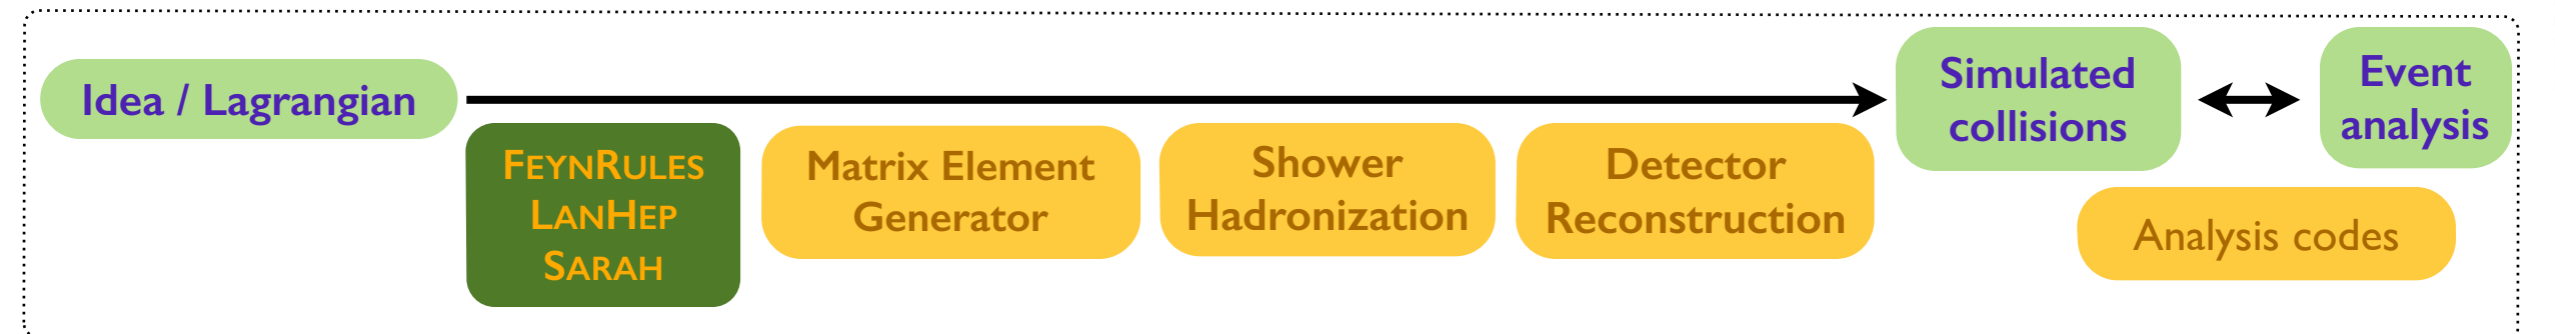 Idea / Lagrangian
FEYNRULES
LANHEP
SARAH
Matrix Element
Generator
Shower
Hadronization
Detector
Reconstruction
Simulated
collisions
Event
analysis
Analysis codes